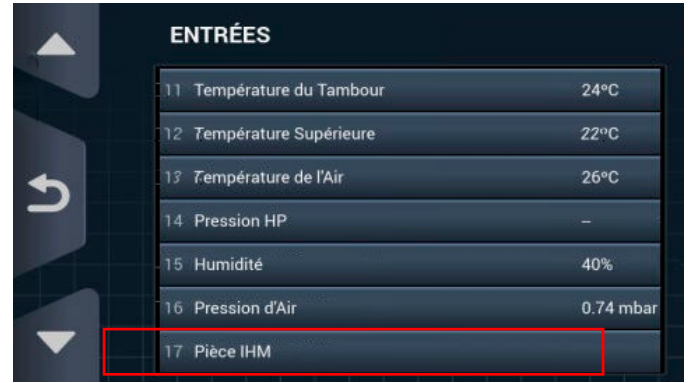 ENTRÉES
11 Température du Tambour 24ºC
12 Température Supérieure 22ºC
13 Température de l'Air 26ºC
14 Pression HP –
15 Humidité 40%
16 Pression d'Air 0.74 mbar
17 Pièce IHM